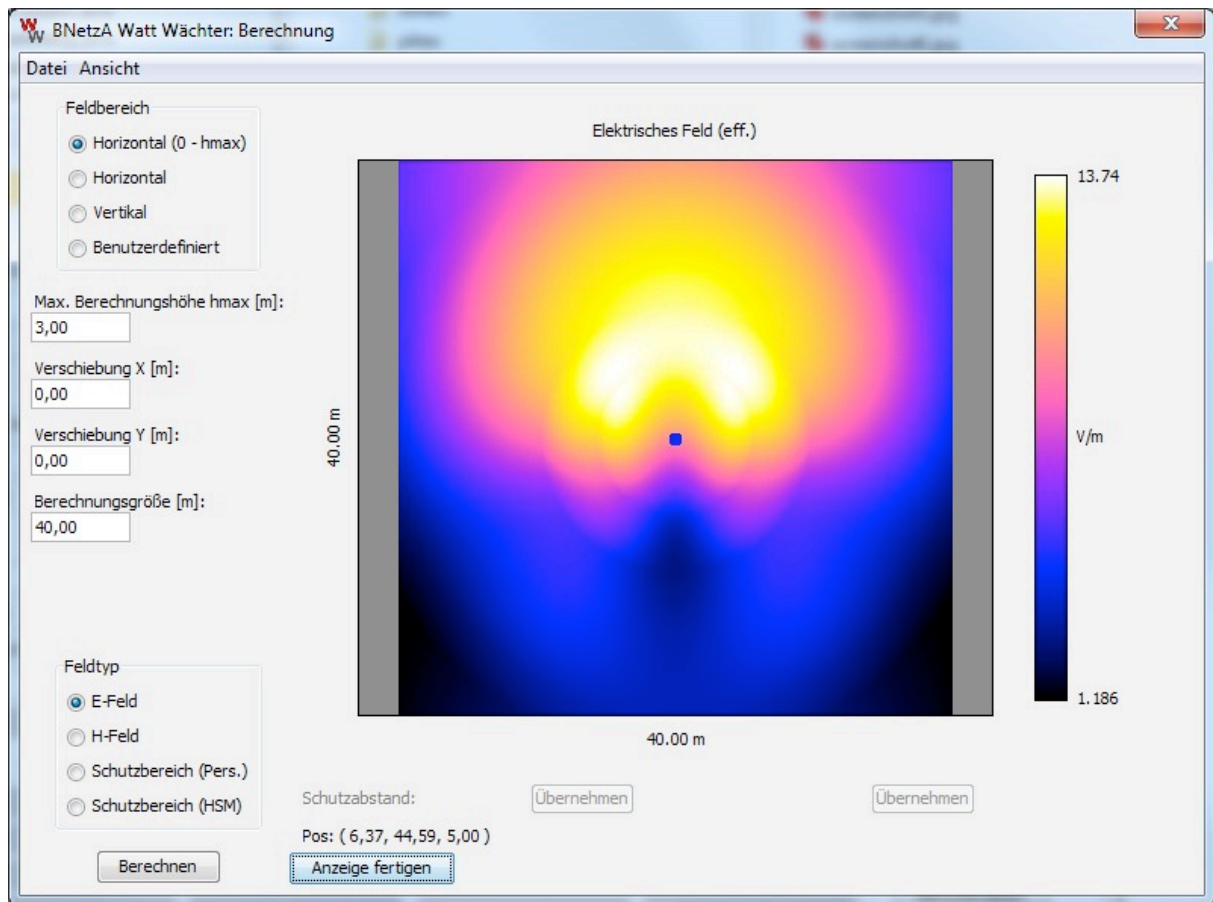 BNetzA Watt Wächter: Berechnung
Datei Ansicht
Feldbereich
Horizontal (0 - hmax)
Horizontal
Vertikal
Benutzerdefiniert
Max. Berechnungshöhe hmax [m]:
3,00
Verschiebung X [m]:
0,00
Verschiebung Y [m]:
0,00
Berechnungsgröße [m]:
40,00
Feldtyp
E-Feld
H-Feld
Schutzbereich (Pers.)
Schutzbereich (HSM)
Berechnen
Elektrisches Feld (eff.)
40.00 m
40.00 m
13.74
V/m
1.186
Schutzabstand:
Übernehmen
Übernehmen
Pos: ( 6,37, 44,59, 5,00 )
Anzeige fertigen